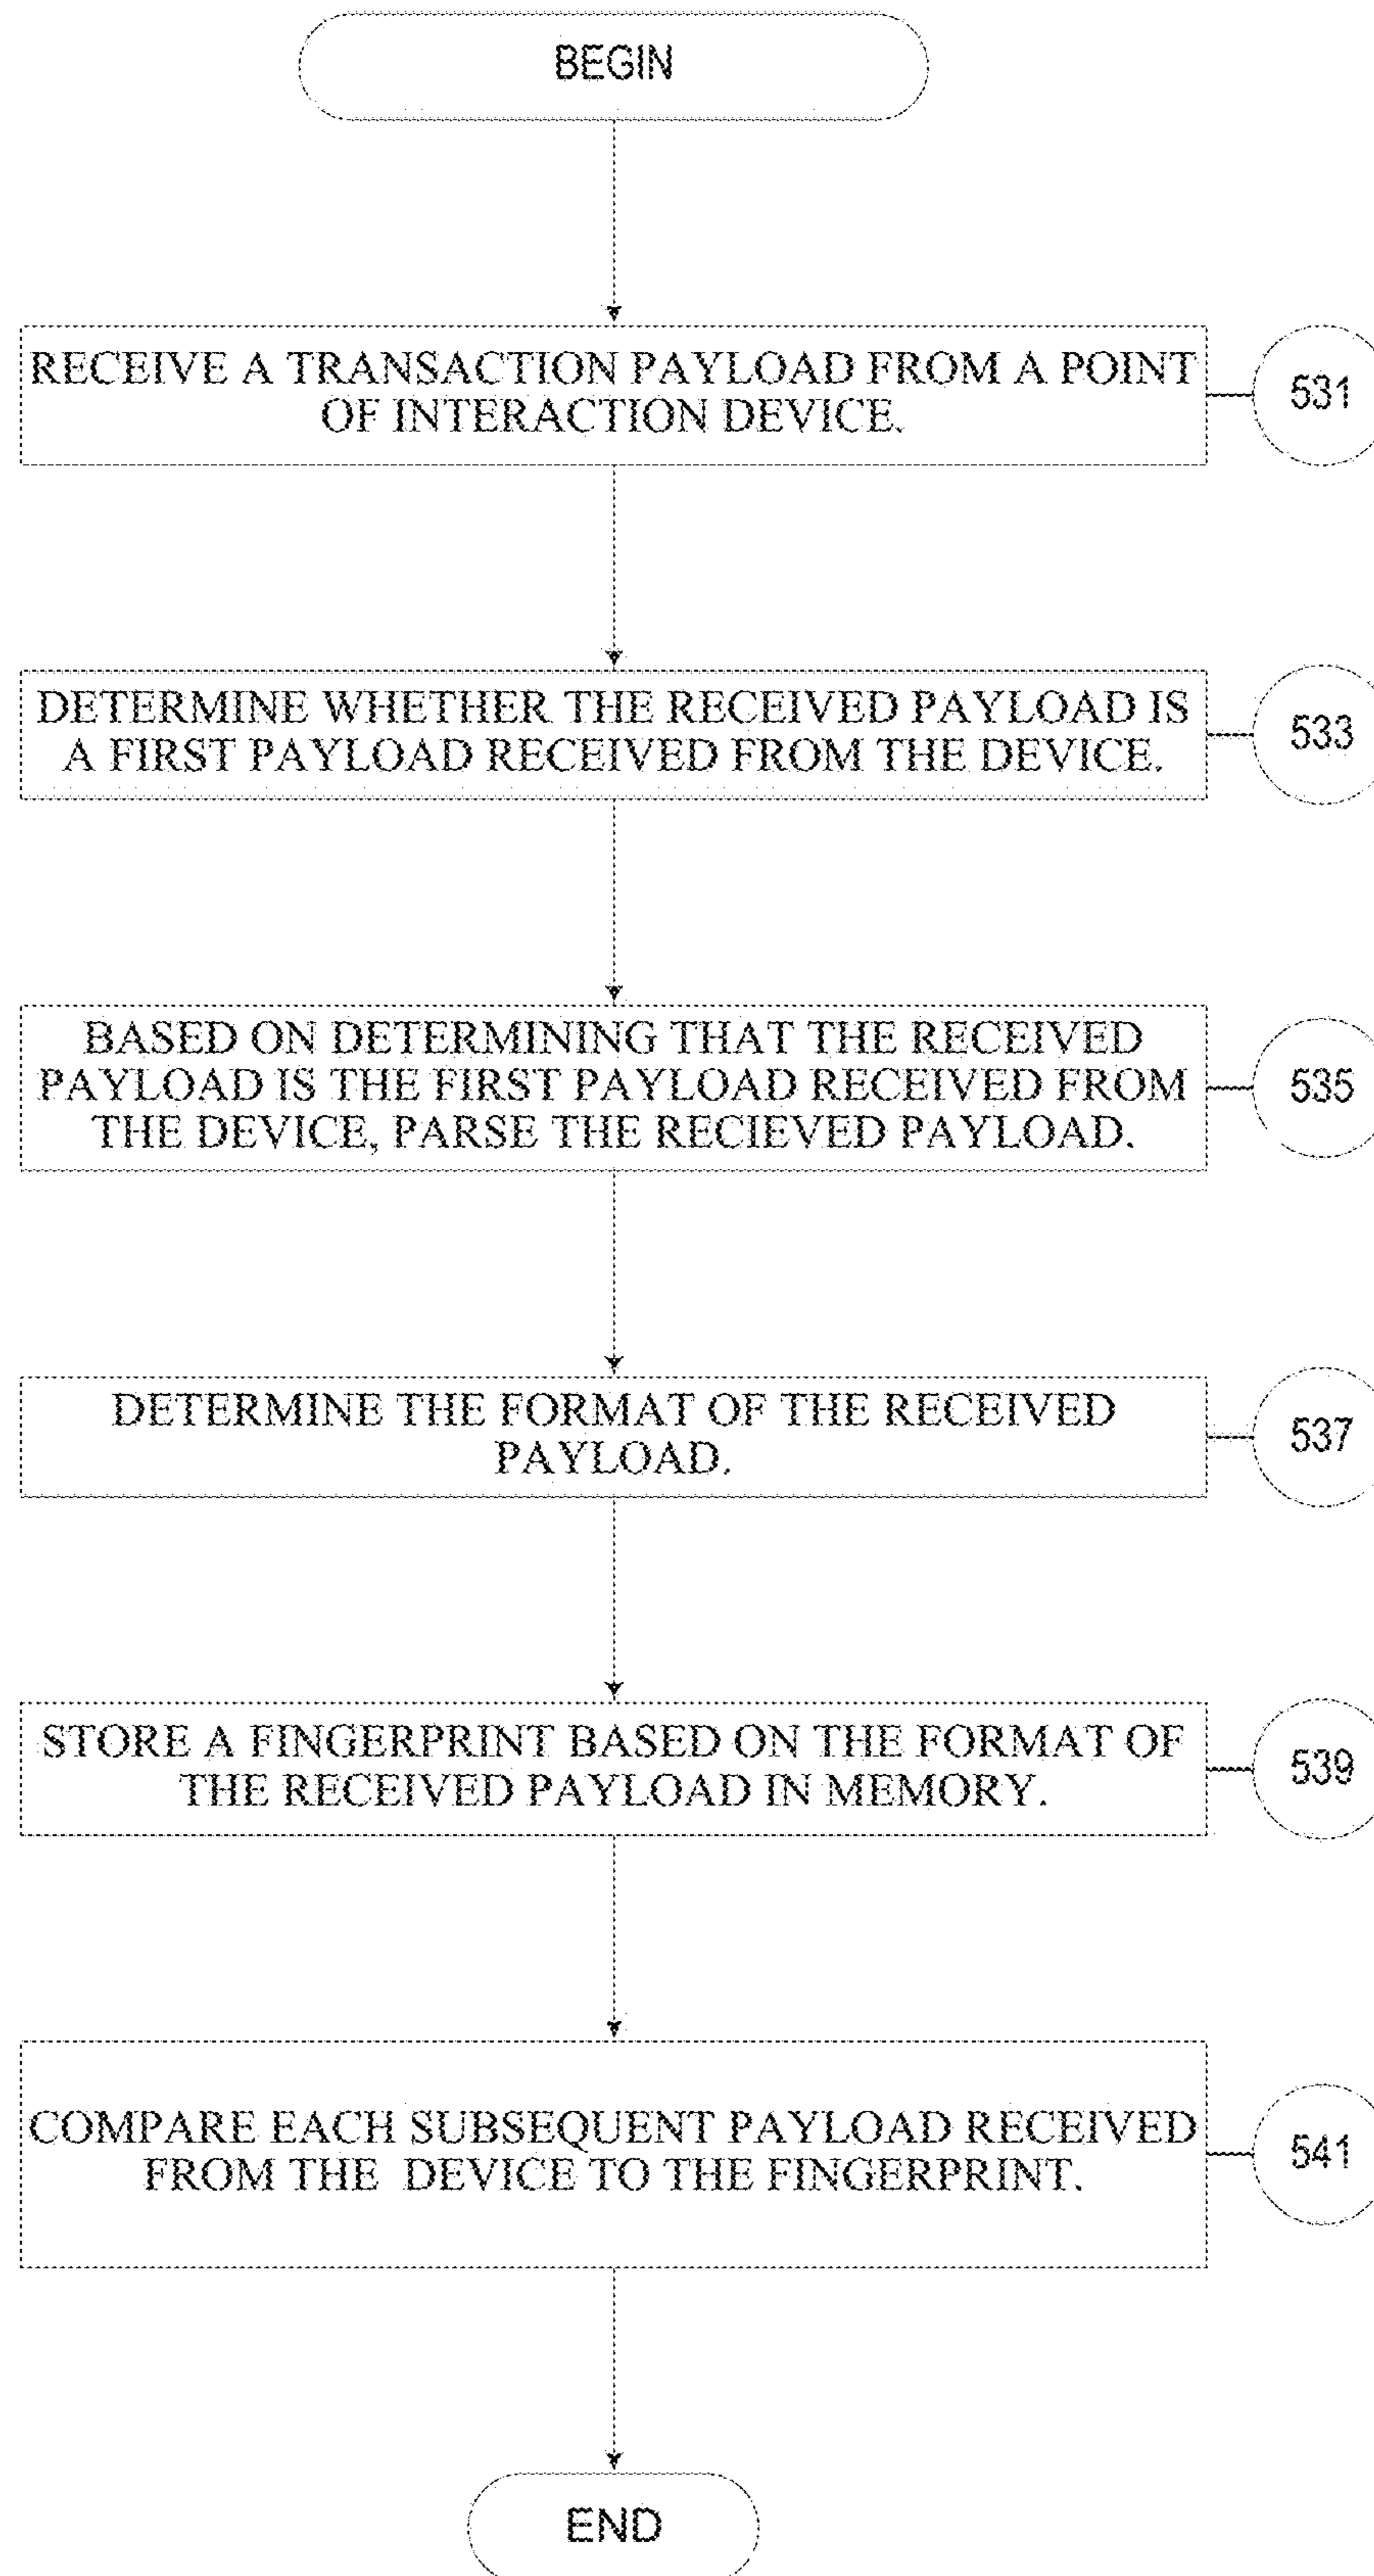 BEGIN
RECEIVE A TRANSACTION PAYLOAD FROM A POINT
OF INTERACTION DEVICE.
531
DETERMINE WHETHER THE RECEIVED PAYLOAD IS
A FIRST PAYLOAD RECEIVED FROM THE DEVICE.
533
BASED ON DETERMINING THAT THE RECEIVED
PAYLOAD IS THE FIRST PAYLOAD RECEIVED FROM
THE DEVICE, PARSE THE RECIEVED PAYLOAD.
535
DETERMINE THE FORMAT OF THE RECEIVED
PAYLOAD.
537
STORE A FINGERPRINT BASED ON THE FORMAT OF
THE RECEIVED PAYLOAD IN MEMORY.
539
COMPARE EACH SUBSEQUENT PAYLOAD RECEIVED
FROM THE DEVICE TO THE FINGERPRINT.
541
END